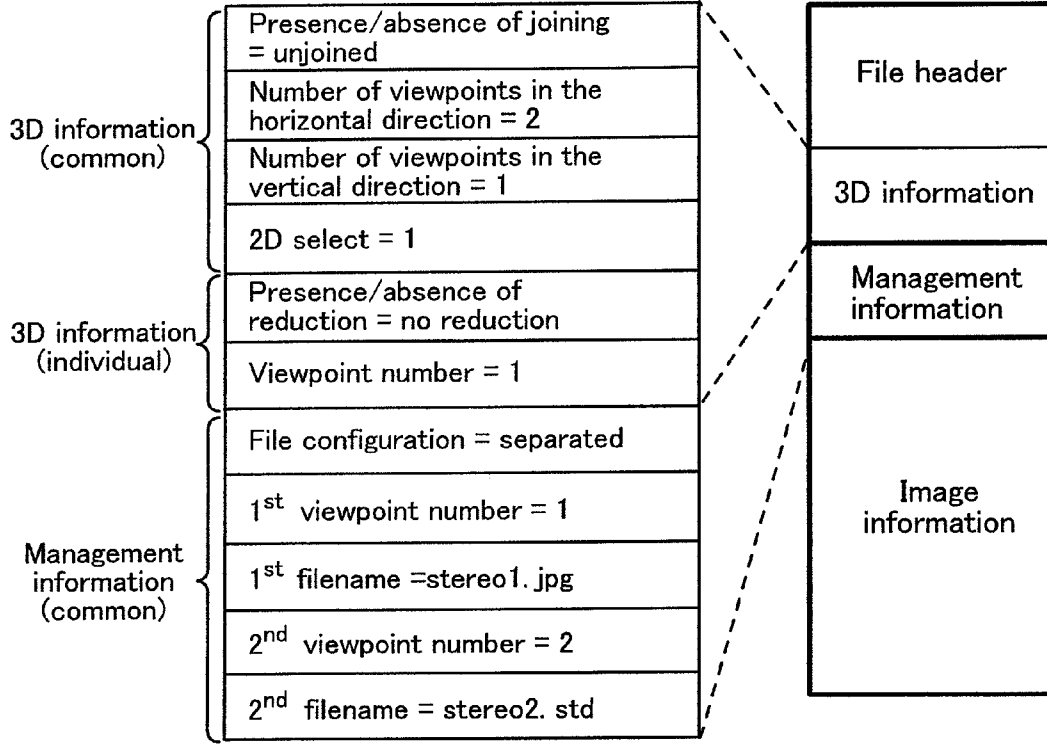 3D information
(common)
Presence/absence of joining
= unjoined
Number of viewpoints in the
horizontal direction = 2
Number of viewpoints in the
vertical direction = 1
2D select = 1
3D information
(individual)
Presence/absence of
reduction = no reduction
Viewpoint number = 1
Management
information
(common)
File configuration = separated
1st viewpoint number = 1
1st filename =stereo1. jpg
2nd viewpoint number = 2
2nd filename = stereo2. std
File header
3D information
Management
information
Image
information